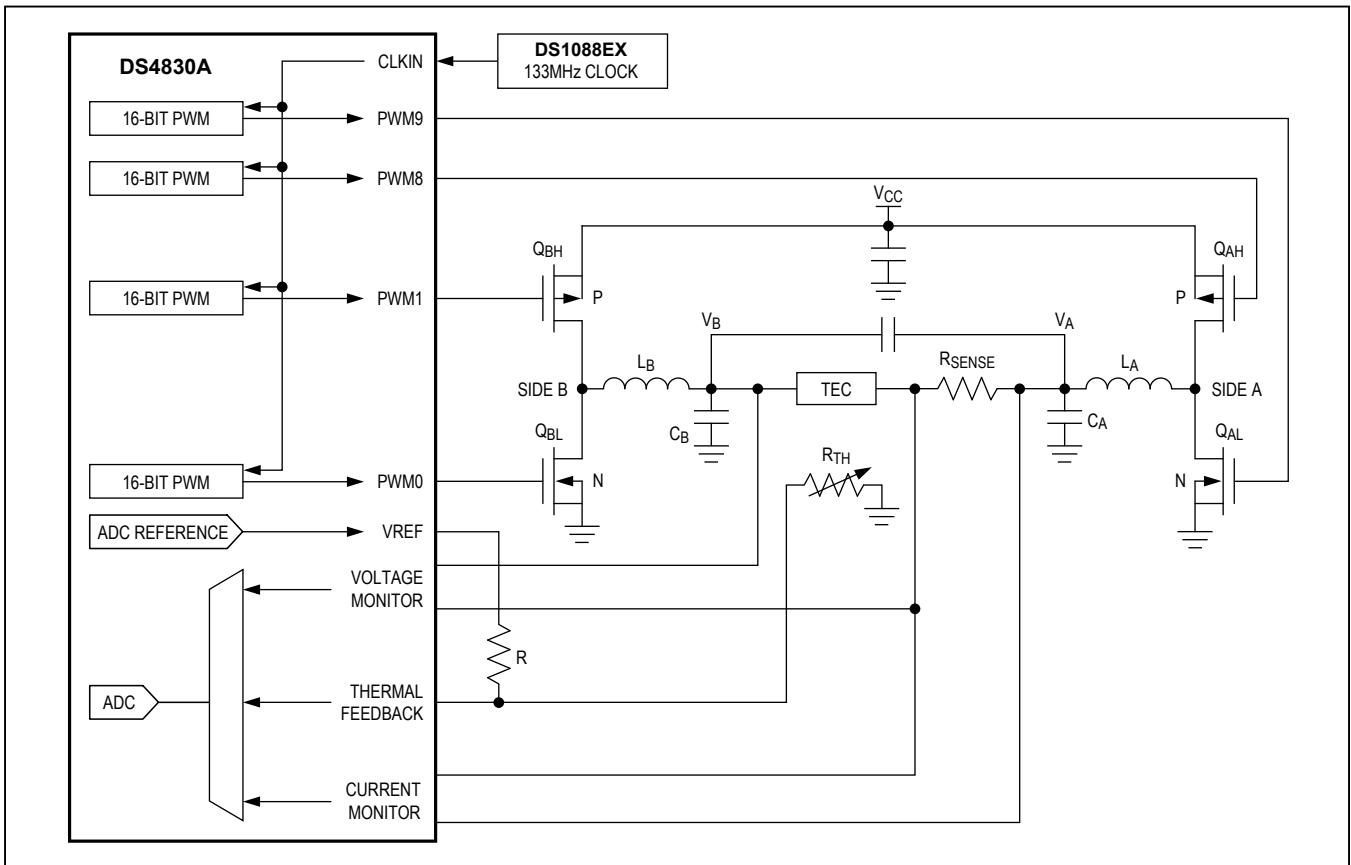 DS4830A
CLKIN
DS1088EX
133MHz CLOCK
16-BIT PWM
PWM9
16-BIT PWM
PWM8
VCC
QBH
QAH
16-BIT PWM
PWM1
P
P
VB
VA
LB
RSENSE
LA
SIDE B
TEC
SIDE A
CB
CA
QBL
QAL
RTH
16-BIT PWM
PWM0
N
N
ADC REFERENCE
VREF
VOLTAGE
MONITOR
R
ADC
THERMAL
FEEDBACK
CURRENT
MONITOR